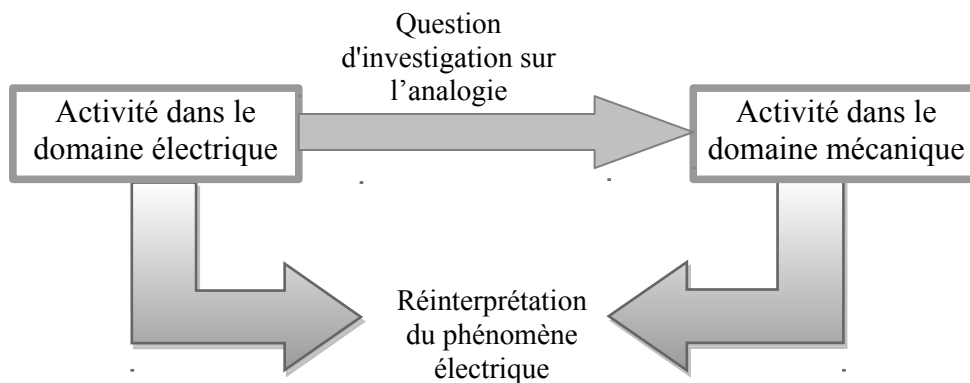 Question
d'investigation sur
l’analogie
Activité dans le
domaine électrique
Activité dans le
domaine mécanique
Réinterprétation
du phénomène
électrique